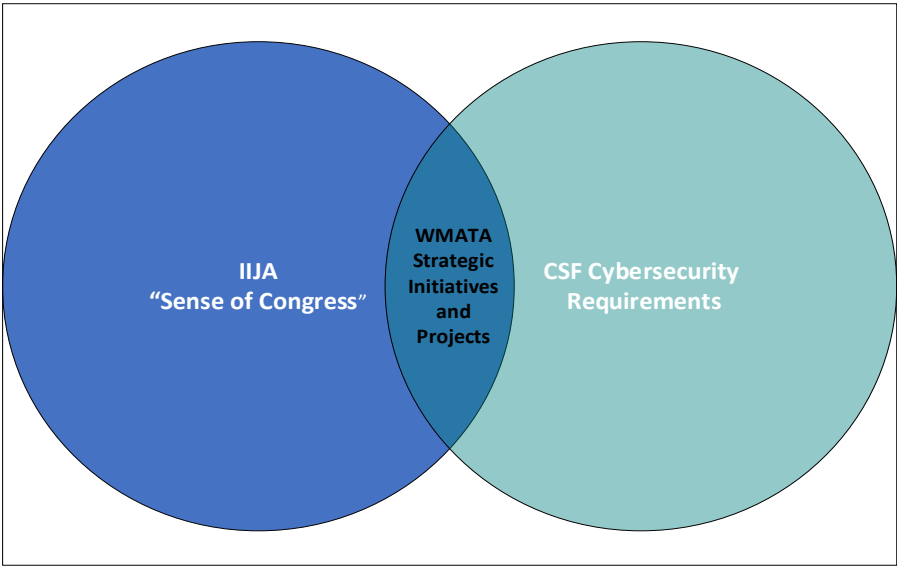 IIJA
“Sense of Congress”
WMATA
Strategic
Initiatives
and
Projects
CSF Cybersecurity
Requirements